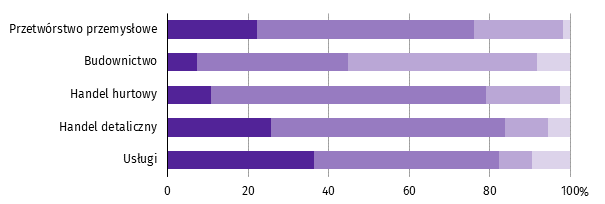 Przetwórstwo przemysłowe
Budownictwo
Handel hurtowy
Handel detaliczny
Usługi
0 20 40 60 80 100%